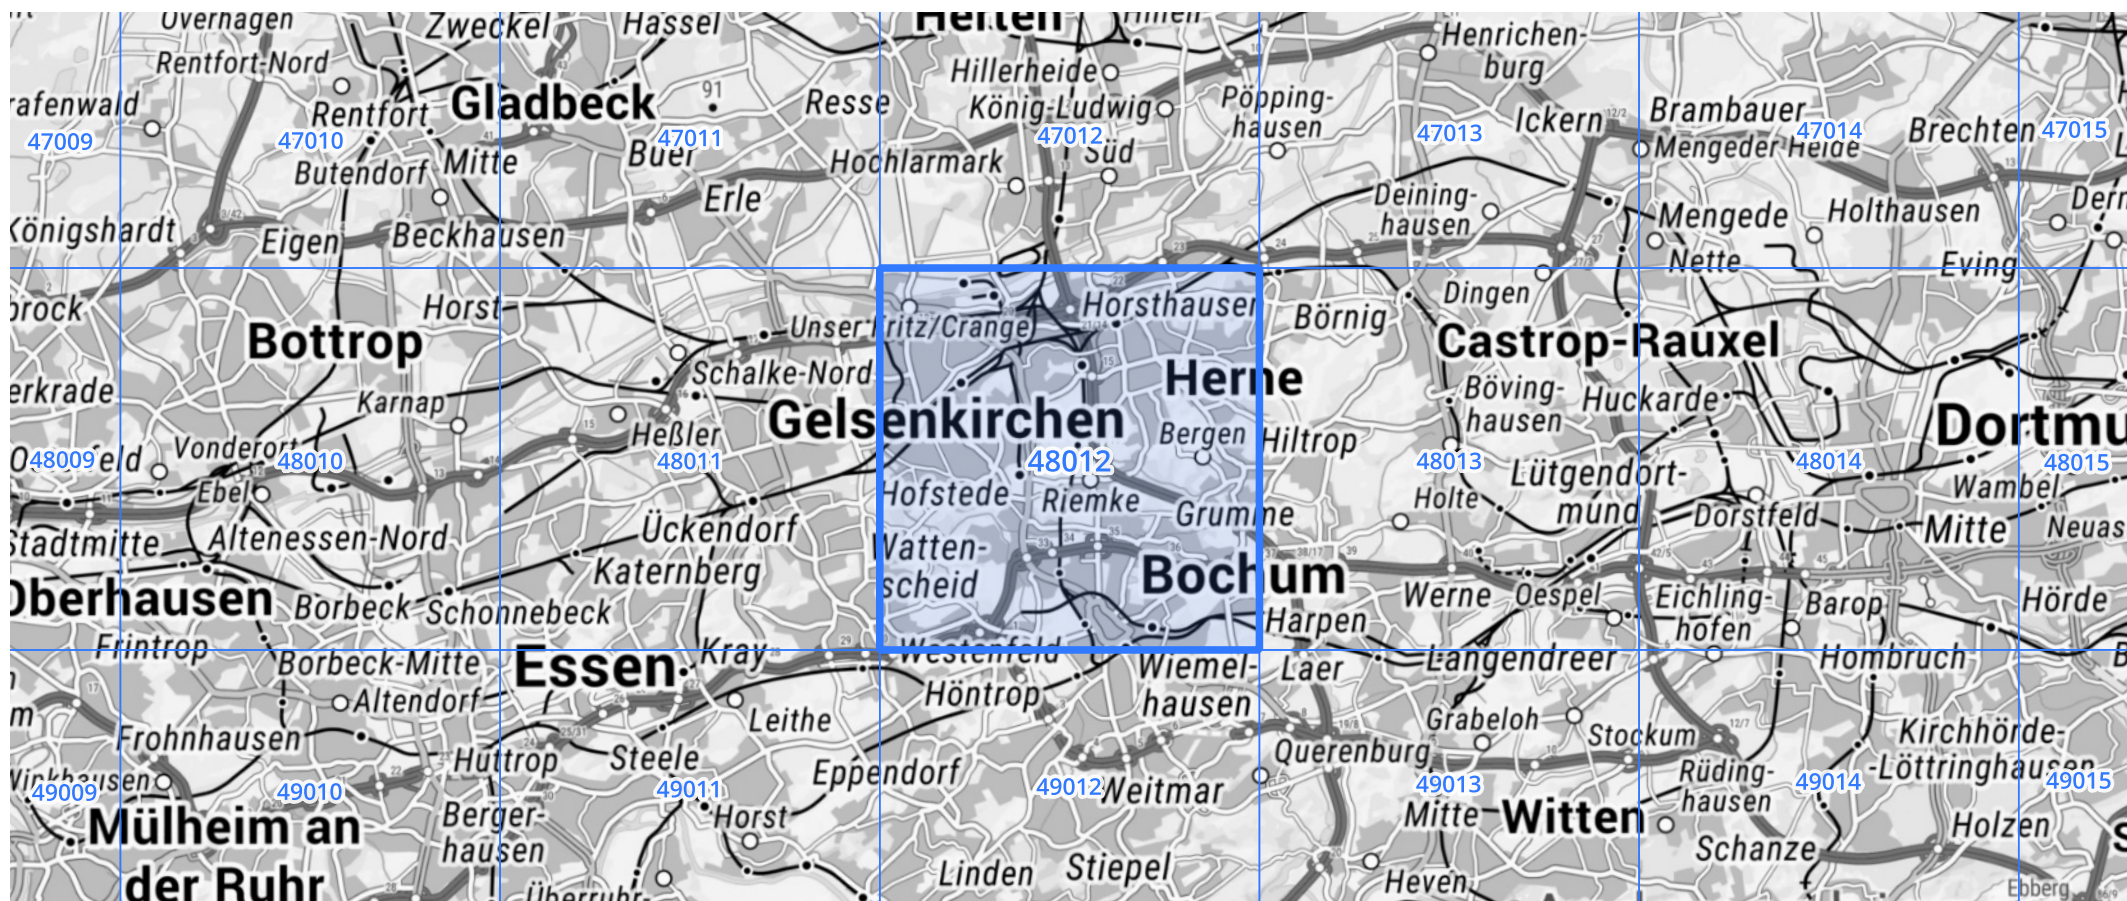 Overhagen
Zweckel
Hassel
Herten
Hillen
Henrichen-
burg
Rentfort-Nord
Hillerheide
rafenwald
Rentfort
Gladbeck
91
Resse
König-Ludwig
Pöpping-
hausen
Ickern
Brambauer
Brechten
47009
47010
47011
47012
47013
47014
47015
Butendorf
Mitte
Buer
Hochlarmark
Süd
Mengeder Heide
Erle
Deining-
hausen
Mengede
Holthausen
Dern
Königshardt
Eigen
Beckhausen
Nette
Eving
brock
Horst
Unser-Fritz/Crange
Horsthausen
Börnig
Dingen
Bottrop
Castrop-Rauxel
Schalke-Nord
Herne
erkrade
Karnap
Böving-
hausen
Huckarde
Gelsenkirchen
Dortmu
Vonderort
Heßler
Bergen
Hiltrop
48009
48010
48011
48012
48013
48014
48015
Lütgendort-
mund
Ebel
Hofstede
Riemke
Holte
Wambel
Grumme
Dorstfeld
Stadtmitte
Altenessen-Nord
Ückendorf
Mitte
Neuas
Watten-
scheid
Katernberg
Bochum
Oberhausen
Borbeck
Schonnebeck
Werne
Oespel
Eichling-
hofen
Barop
Hörde
Harpen
Frintrop
Borbeck-Mitte
Essen
Kray
Westenfeld
Wiemel-
hausen
Laer
Langendreer
Hombruch
Altendorf
Höntrop
Leithe
Grabeloh
Stockum
Kirchhörde-
-Löttringhausen
Frohnhausen
Huttrop
Steele
Querenburg
Winkhausen
Eppendorf
Rüding-
hausen
49009
49010
49011
49012
49013
49014
49015
Weitmar
Mülheim an
der Ruhr
Berger-
hausen
Horst
Mitte
Witten
Holzen
Schanze
Linden
Stiepel
Heven
Überruhr-
Ebberg